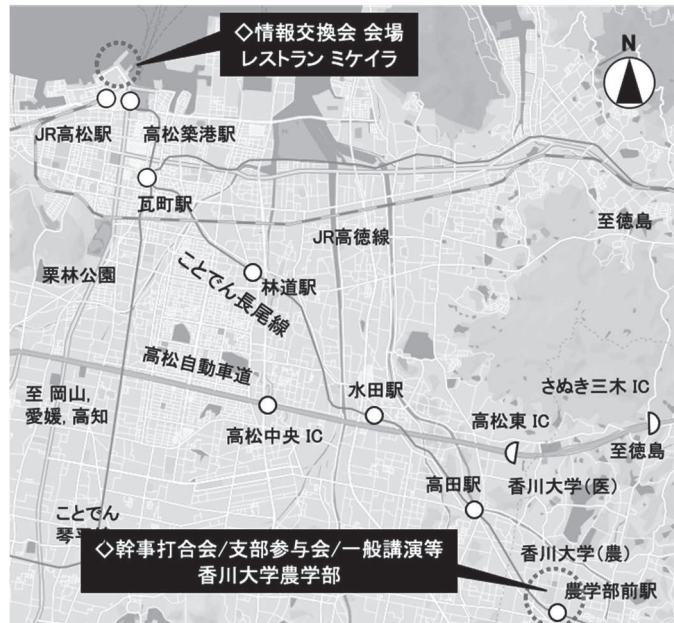 ◇情報交換会 会場
レストラン ミケイラ
N
JR高松駅
高松築港駅
瓦町駅
至徳島
JR高徳線
栗林公園
ことでん長尾線
林道駅
高松自動車道
水田駅
さぬき三木 IC
至 岡山,
愛媛, 高知
高松中央 IC
高松東 IC
至徳島
高田駅
香川大学(医)
ことでん
琴平
香川大学(農)
◇幹事打合会/支部参与会/一般講演等
香川大学農学部
農学部前駅